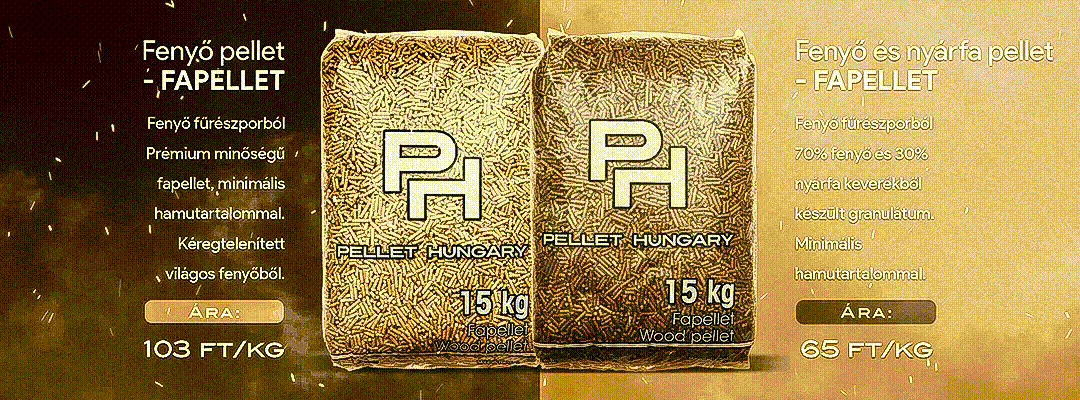 Fenyő pellet
- FAPELLET
Fenyő fűrészporból
Prémium minőségű
fapellet, minimális
hamutartalommal.
Kéregtelenített
világos fenyőből.
ÁRA:
103 FT/KG
PH
PELLET HUNGARY
15 kg
Fapellet
Wood pellet
PH
PELLET HUNGARY
15 kg
Fapellet
Wood pellet
Fenyő és nyárfa pellet
- FAPELLET
Fenyő fűrészporból
70% fenyő és 30%
nyárfa keverékből
készült granulátum.
Minimális
hamutartalommal.
ÁRA:
65 FT/KG